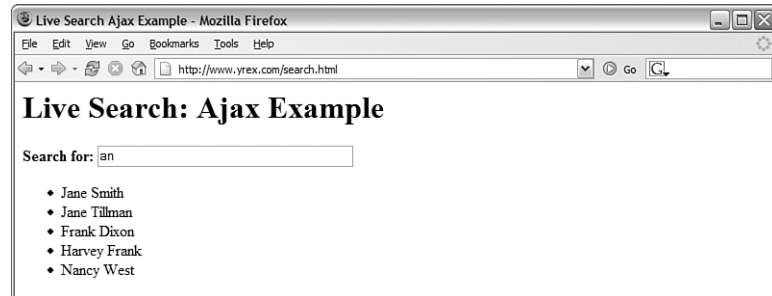 Live Search Ajax Example - Mozilla Firefox
File Edit View Go Bookmarks Tools Help
http://www.yrex.com/search.html Go G
Live Search: Ajax Example
Search for: an
Jane Smith
Jane Tillman
Frank Dixon
Harvey Frank
Nancy West